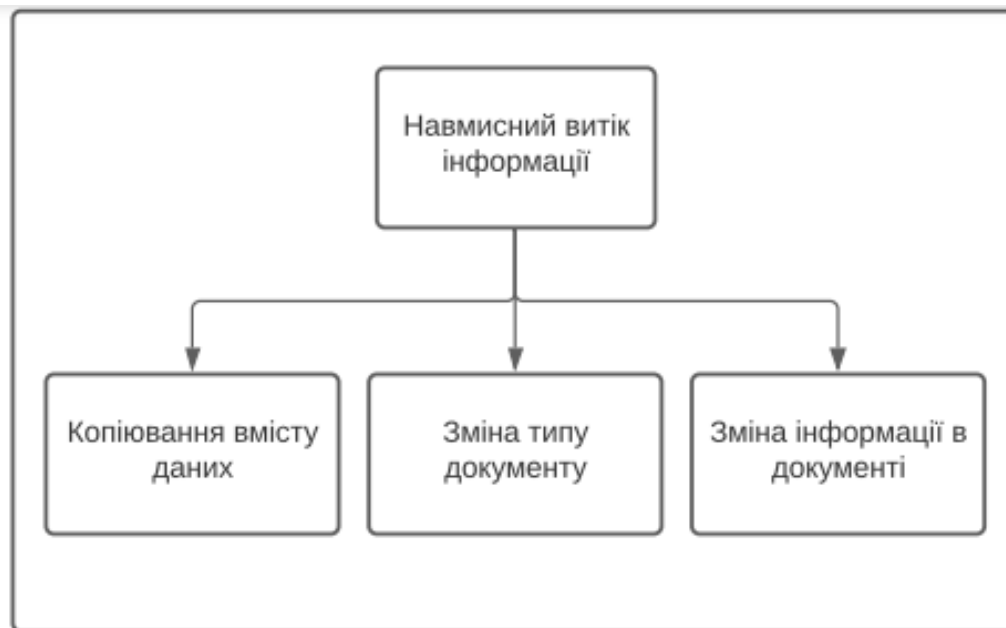 Навмисний витік
інформації
Копіювання вмісту
даних
Зміна типу
документу
Зміна інформації в
документі